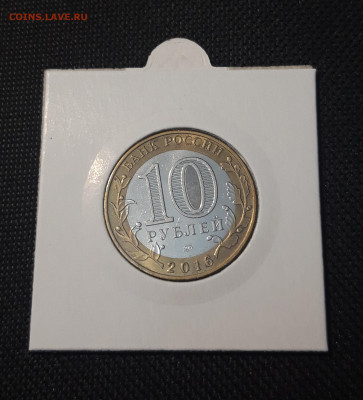 COINS.LAVE.RU
БАНК РОССИИ
10
РУБЛЕЙ
2016